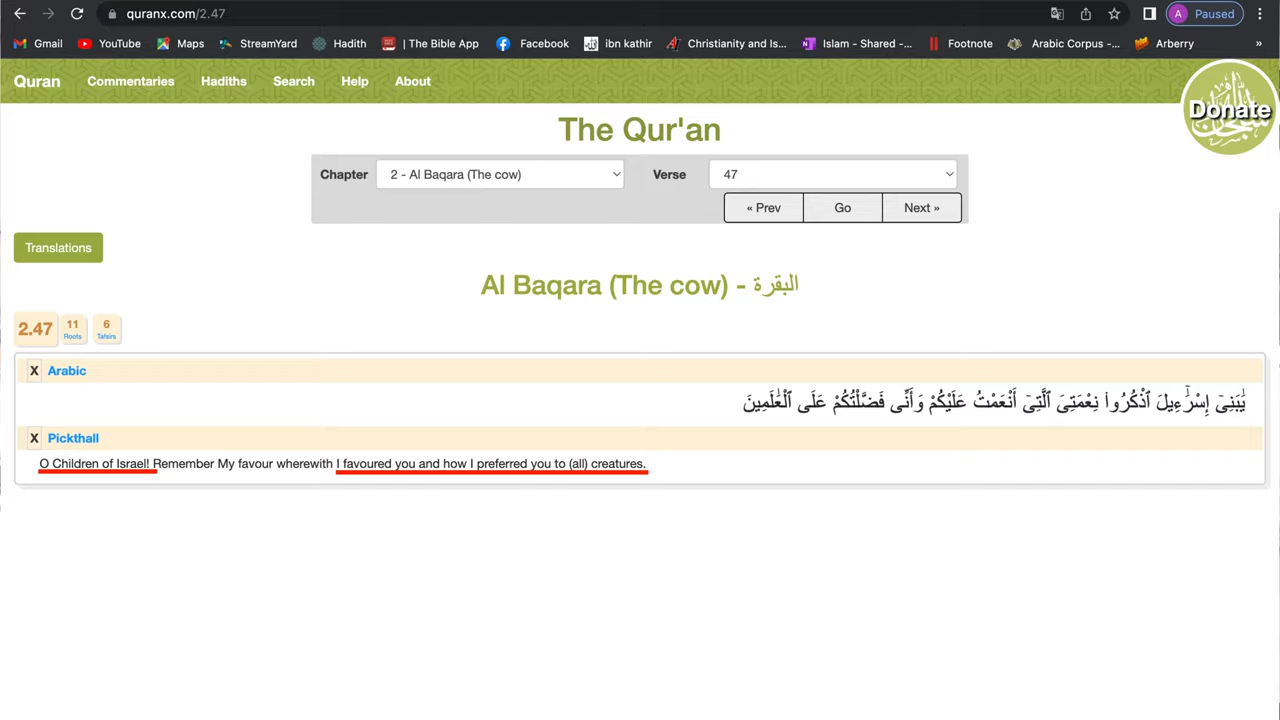 quranx.com/2.47
A Paused
Gmail YouTube Maps StreamYard Hadith | The Bible App Facebook ibn kathir Christianity and Is... Islam - Shared -... Footnote Arabic Corpus -... Arberry »
Quran Commentaries Hadiths Search Help About
Donate
The Qur'an
Chapter 2 - Al Baqara (The cow) Verse 47
« Prev Go Next »
Translations
Al Baqara (The cow) - البقرة
2.47 11 Roots 6 Tafsirs
X Arabic
يَٰبَنِىٓ إِسْرَٰٓءِيلَ ٱذْكُرُوا۟ نِعْمَتِىَ ٱلَّتِىٓ أَنْعَمْتُ عَلَيْكُمْ وَأَنِّى فَضَّلْتُكُمْ عَلَى ٱلْعَٰلَمِينَ
X Pickthall
O Children of Israel! Remember My favour wherewith I favoured you and how I preferred you to (all) creatures.